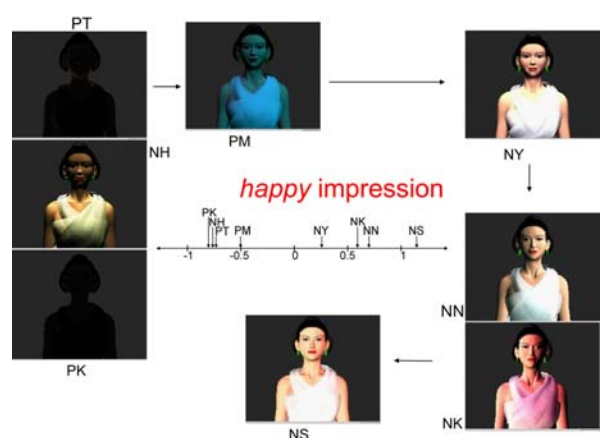 PT
PM
NH
NY
happy impression
PK
NH
PT PM NY NK NN NS
-1 -0.5 0 0.5 1
NN
PK
NK
NS